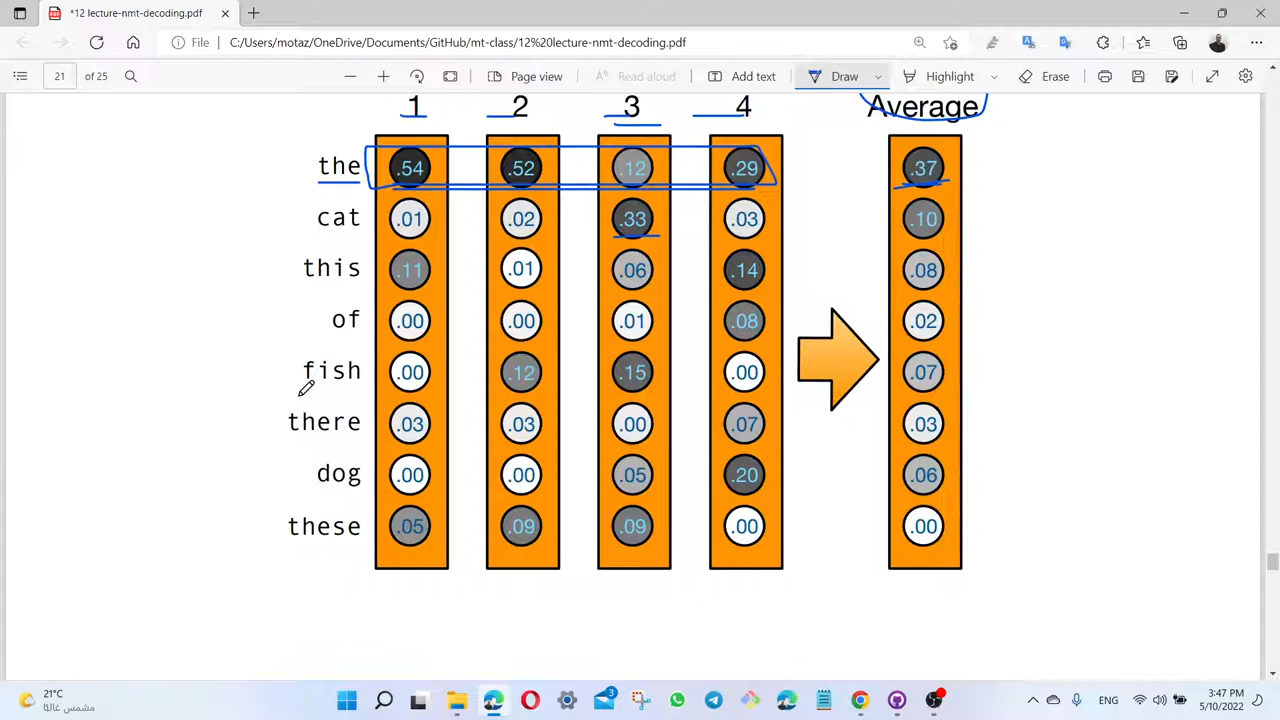 *12 lecture-nmt-decoding.pdf
File C:/Users/motaz/OneDrive/Documents/GitHub/mt-class/12%20lecture-nmt-decoding.pdf
21 of 25 Page view Read aloud Add text Draw Highlight Erase
1 2 3 4 Average
the .54 .52 .12 .29 .37
cat .01 .02 .33 .03 .10
this .11 .01 .06 .14 .08
of .00 .00 .01 .08 .02
fish .00 .12 .15 .00 .07
there .03 .03 .00 .07 .03
dog .00 .00 .05 .20 .06
these .05 .09 .09 .00 .00
21°C 3 ENG 3:47 PM
مشمس غالبًا 5/10/2022